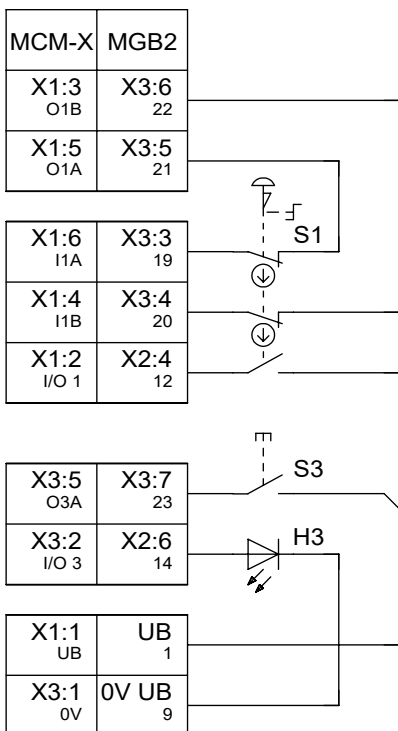 MCM-X MGB2
X1:3 X3:6
O1B 22
X1:5 X3:5
O1A 21
S1
X1:6 X3:3
I1A 19
X1:4 X3:4
I1B 20
X1:2 X2:4
I/O 1 12
S3
X3:5 X3:7
O3A 23
H3
X3:2 X2:6
I/O 3 14
X1:1 UB
UB 1
X3:1 0V UB
0V 9